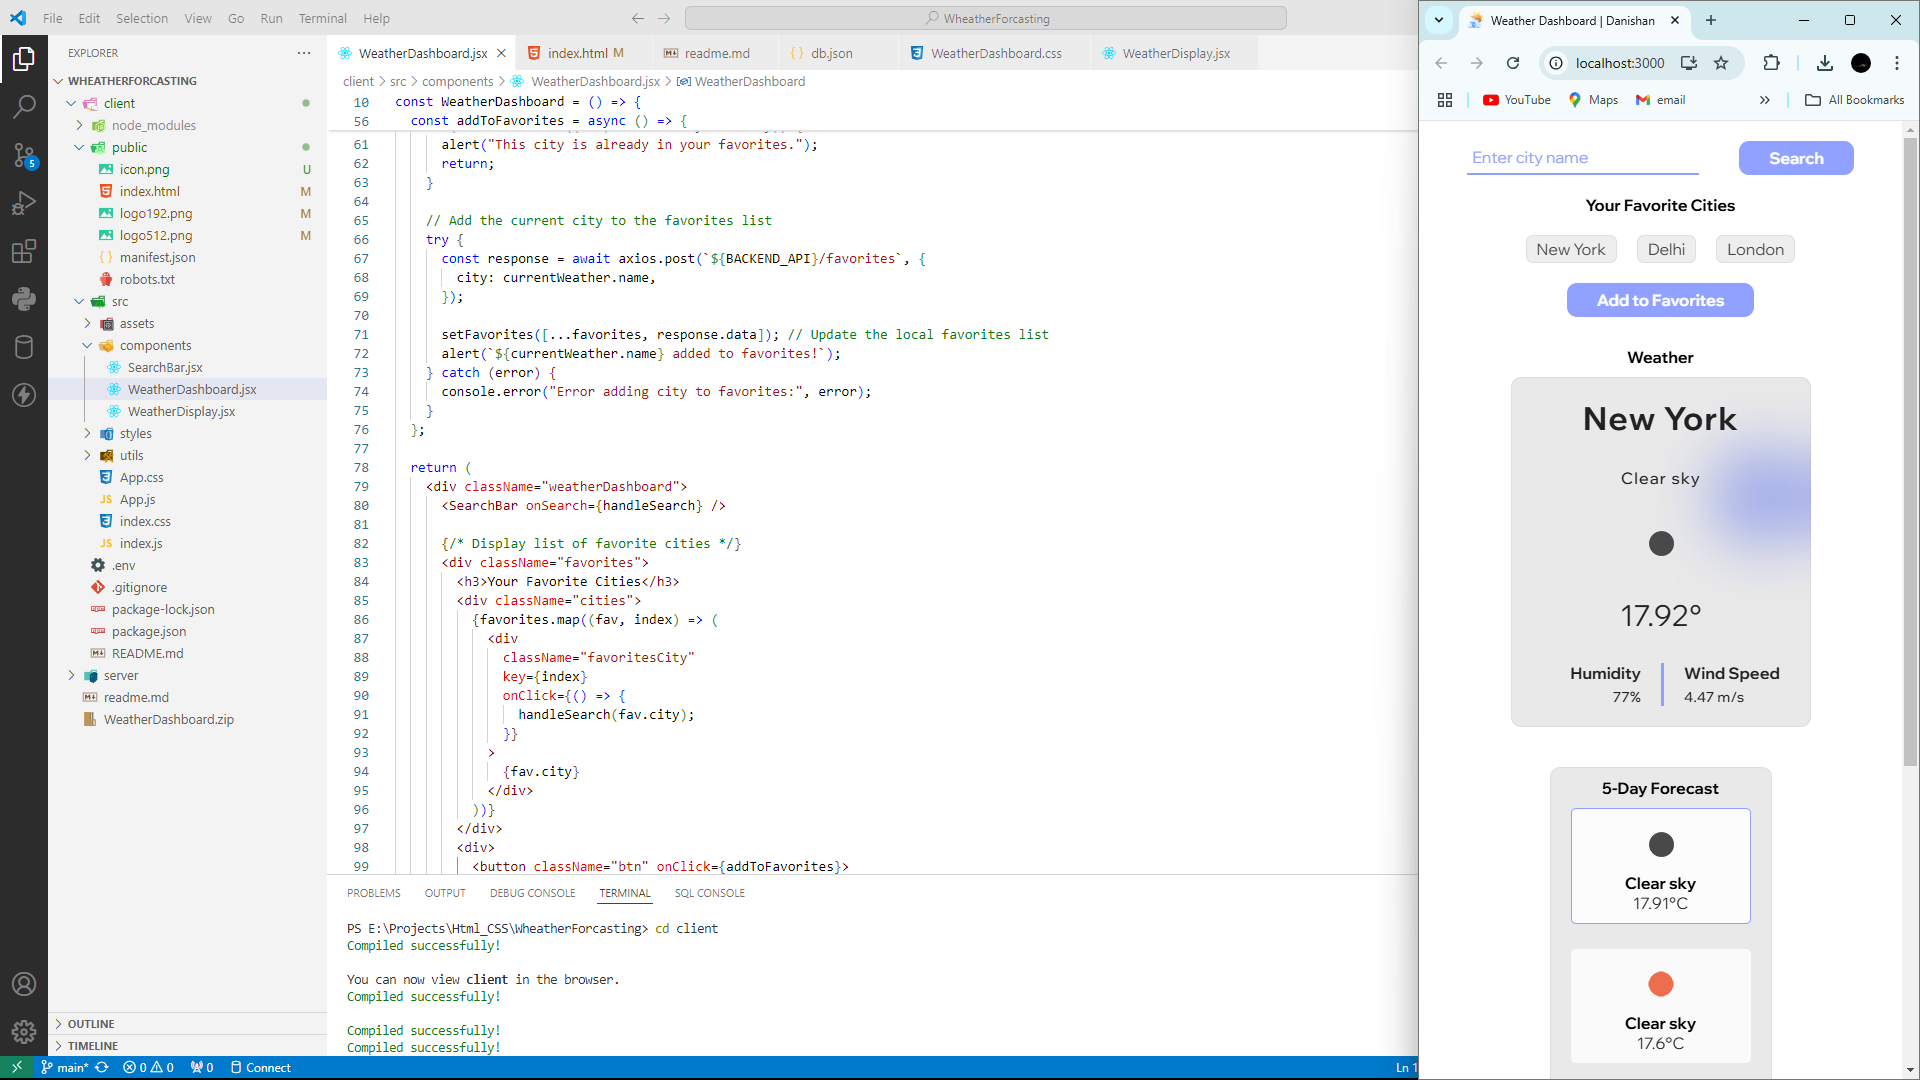 File Edit Selection View Go Run Terminal Help
WheatherForcasting
EXPLORER
WHEATHERFORCASTING
client
node_modules
public
icon.png U
index.html M
logo192.png M
logo512.png M
manifest.json
robots.txt
src
assets
components
SearchBar.jsx
WeatherDashboard.jsx
WeatherDisplay.jsx
styles
utils
App.css
JS App.js
index.css
JS index.js
.env
.gitignore
package-lock.json
package.json
README.md
server
readme.md
WeatherDashboard.zip
OUTLINE
TIMELINE
5
WeatherDashboard.jsx index.html M readme.md db.json WeatherDashboard.css WeatherDisplay.jsx
client > src > components > WeatherDashboard.jsx > WeatherDashboard
10 const WeatherDashboard = () => {
56 const addToFavorites = async () => {
61 alert("This city is already in your favorites.");
62 return;
63 }
64
65 // Add the current city to the favorites list
66 try {
67 const response = await axios.post(`${BACKEND_API}/favorites`, {
68 city: currentWeather.name,
69 });
70
71 setFavorites([...favorites, response.data]); // Update the local favorites list
72 alert(`${currentWeather.name} added to favorites!`);
73 } catch (error) {
74 console.error("Error adding city to favorites:", error);
75 }
76 };
77
78 return (
79 <div className="weatherDashboard">
80 <SearchBar onSearch={handleSearch} />
81
82 {/* Display list of favorite cities */}
83 <div className="favorites">
84 <h3>Your Favorite Cities</h3>
85 <div className="cities">
86 {favorites.map((fav, index) => (
87 <div
88 className="favoritesCity"
89 key={index}
90 onClick={() => {
91 handleSearch(fav.city);
92 }}
93 >
94 {fav.city}
95 </div>
96 ))}
97 </div>
98 <div>
99 <button className="btn" onClick={addToFavorites}>
PROBLEMS OUTPUT DEBUG CONSOLE TERMINAL SQL CONSOLE
PS E:\Projects\Html_CSS\WheatherForcasting> cd client
Compiled successfully!
You can now view client in the browser.
Compiled successfully!
Compiled successfully!
Compiled successfully!
main* 0 0 0 Connect
Ln 1
Weather Dashboard | Danishan
localhost:3000
YouTube Maps email All Bookmarks
Enter city name Search
Your Favorite Cities
New York Delhi London
Add to Favorites
Weather
New York
Clear sky
17.92°
Humidity Wind Speed
77% 4.47 m/s
5-Day Forecast
Clear sky
17.91°C
Clear sky
17.6°C